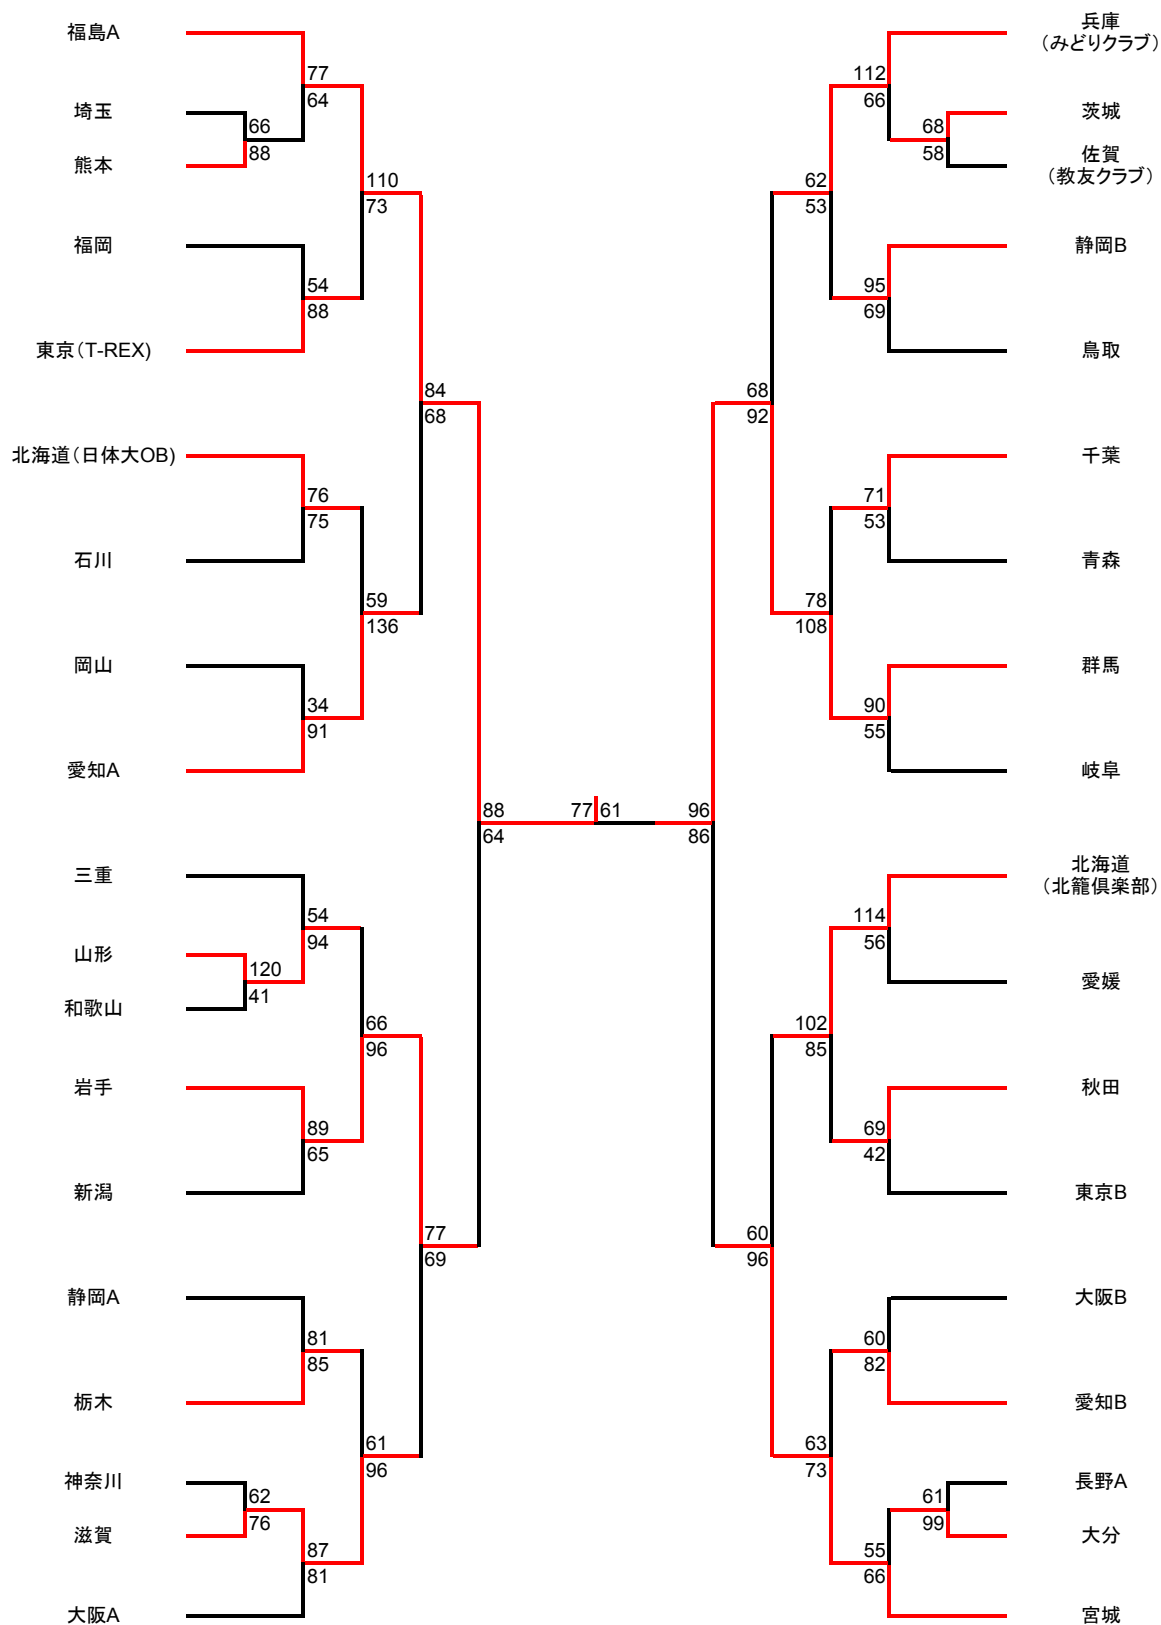 福島A
77
64
埼玉
66
88
熊本
110
73
福岡
54
88
東京（T-REX)
84
68
北海道（日体大OB)
76
75
石川
59
136
岡山
34
91
愛知A
88
64
三重
54
94
山形
120
41
和歌山
66
96
岩手
89
65
新潟
77
69
静岡A
81
85
栃木
61
96
神奈川
62
76
滋賀
87
81
大阪A
77
61
兵庫
（みどりクラブ）
112
66
茨城
68
58
佐賀
（教友クラブ）
62
53
静岡B
95
69
鳥取
68
92
千葉
71
53
青森
78
108
群馬
90
55
岐阜
96
86
北海道
（北籠倶楽部）
114
56
愛媛
102
85
秋田
69
42
東京B
60
96
大阪B
60
82
愛知B
63
73
長野A
61
99
大分
55
66
宮城